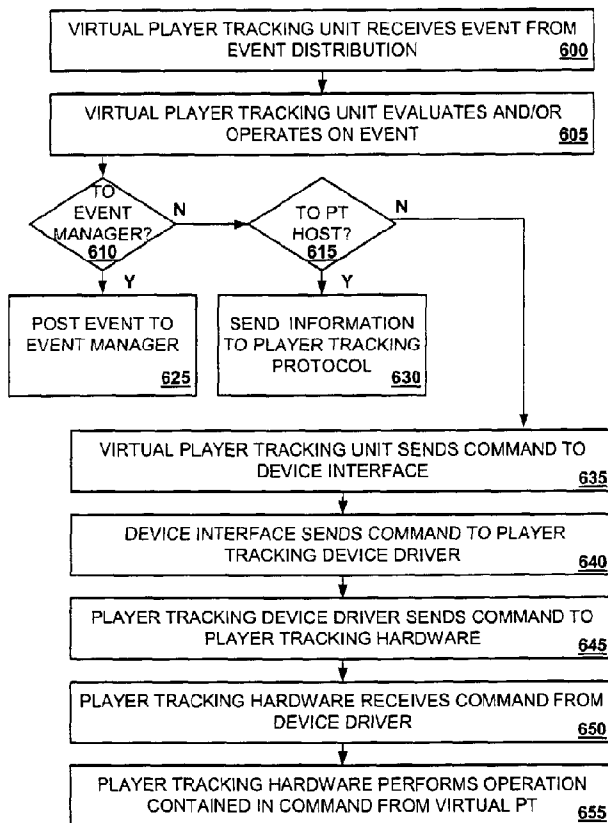 VIRTUAL PLAYER TRACKING UNIT RECEIVES EVENT FROM
EVENT DISTRIBUTION
600
VIRTUAL PLAYER TRACKING UNIT EVALUATES AND/OR
OPERATES ON EVENT
605
TO
EVENT
MANAGER?
610
N
Y
TO PT
HOST?
615
N
Y
POST EVENT TO
EVENT MANAGER
625
SEND INFORMATION
TO PLAYER TRACKING
PROTOCOL
630
VIRTUAL PLAYER TRACKING UNIT SENDS COMMAND TO
DEVICE INTERFACE
635
DEVICE INTERFACE SENDS COMMAND TO PLAYER
TRACKING DEVICE DRIVER
640
PLAYER TRACKING DEVICE DRIVER SENDS COMMAND TO
PLAYER TRACKING HARDWARE
645
PLAYER TRACKING HARDWARE RECEIVES COMMAND FROM
DEVICE DRIVER
650
PLAYER TRACKING HARDWARE PERFORMS OPERATION
CONTAINED IN COMMAND FROM VIRTUAL PT
655